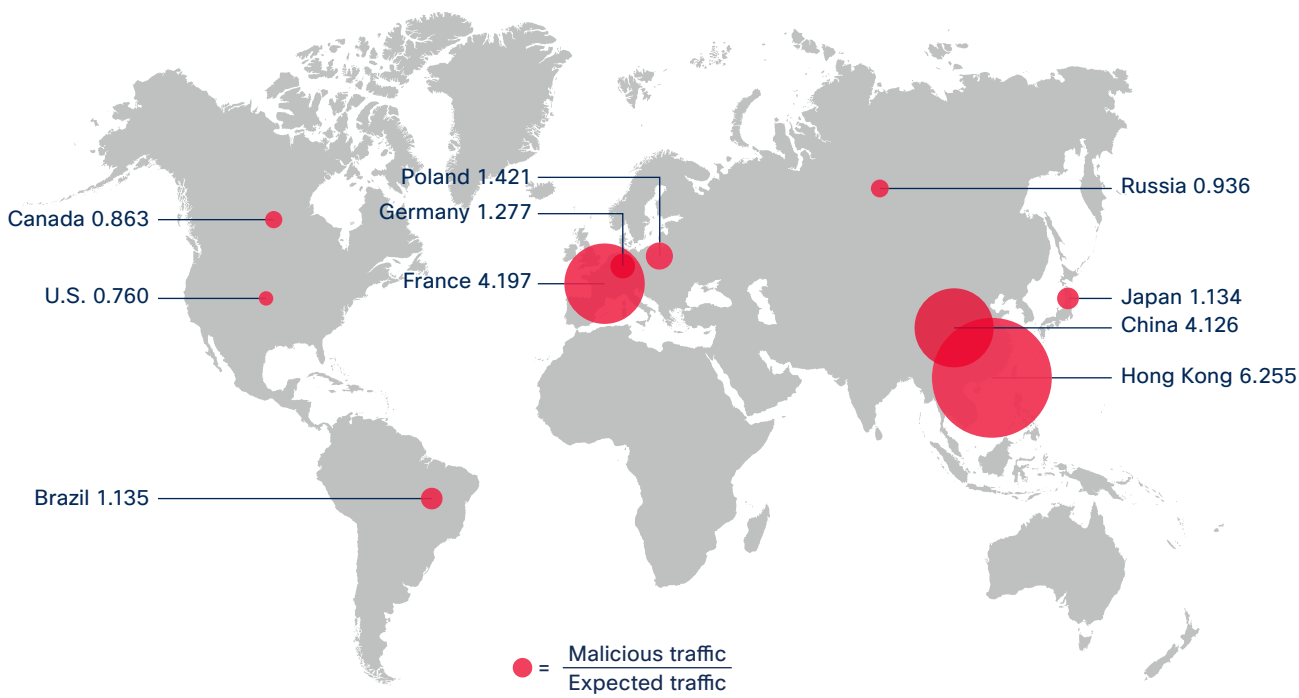 Poland 1.421
Russia 0.936
Canada 0.863
Germany 1.277
France 4.197
U.S. 0.760
Japan 1.134
China 4.126
Hong Kong 6.255
Brazil 1.135
Malicious traffic
=
Expected traffic